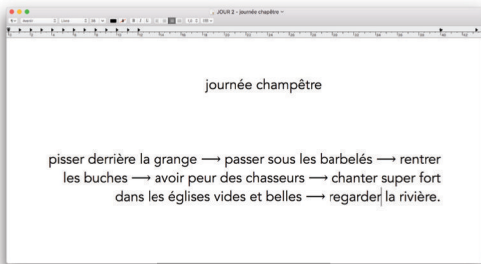 JOUR 2 - journée chapêtre
journée champêtre
pisser derrière la grange ⟶ passer sous les barbelés ⟶ rentrer
les buches ⟶ avoir peur des chasseurs ⟶ chanter super fort
dans les églises vides et belles ⟶ regarder la rivière.